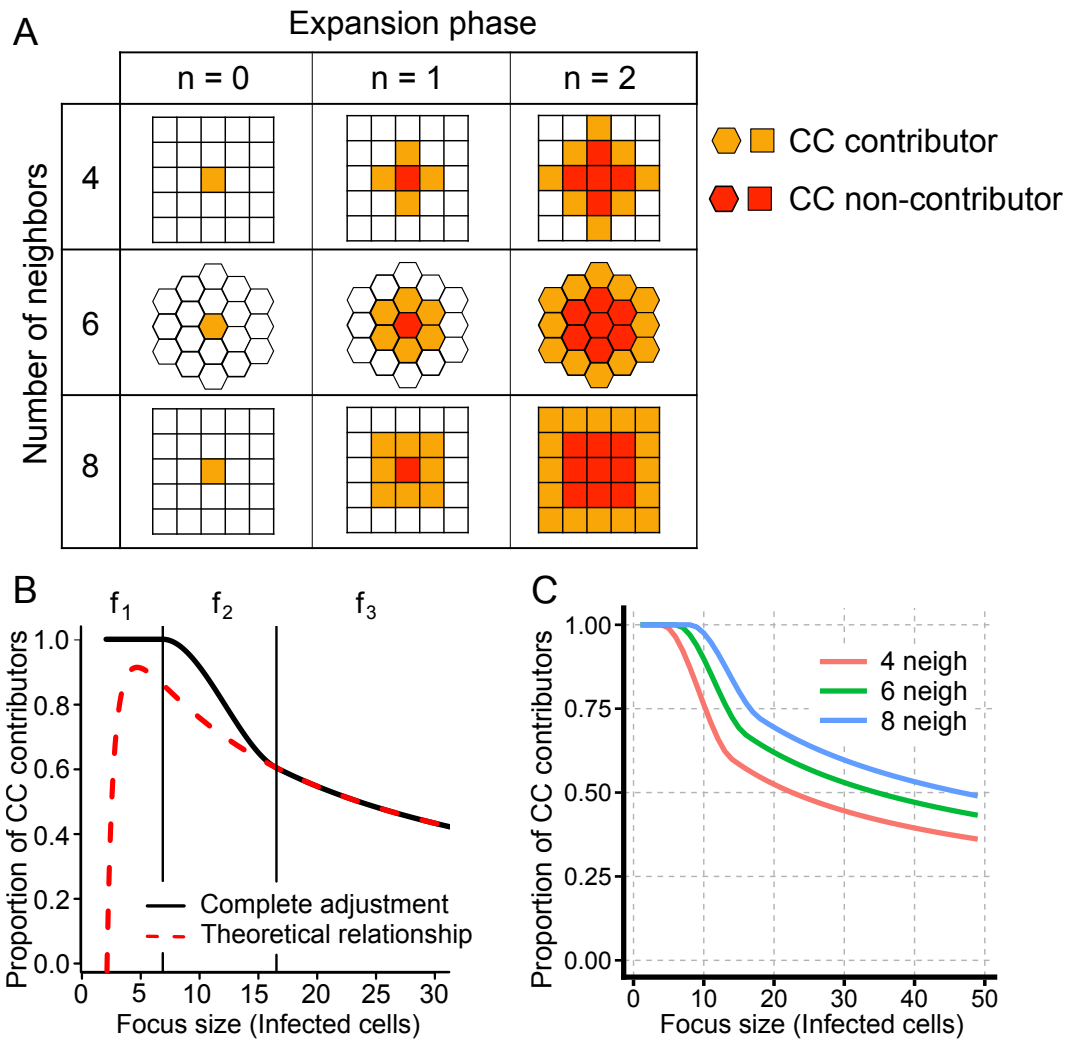 A
Expansion phase
n = 0
n = 1
n = 2
Number of neighbors
4
6
8
CC contributor
CC non-contributor
B
f1
f2
f3
Proportion of CC contributors
1.0
0.8
0.6
0.4
0.2
0.0
Complete adjustment
Theoretical relationship
0
5
10
15
20
25
30
Focus size (Infected cells)
C
Proportion of CC contributors
1.00
0.75
0.50
0.25
0.00
4 neigh
6 neigh
8 neigh
0
10
20
30
40
50
Focus size (Infected cells)